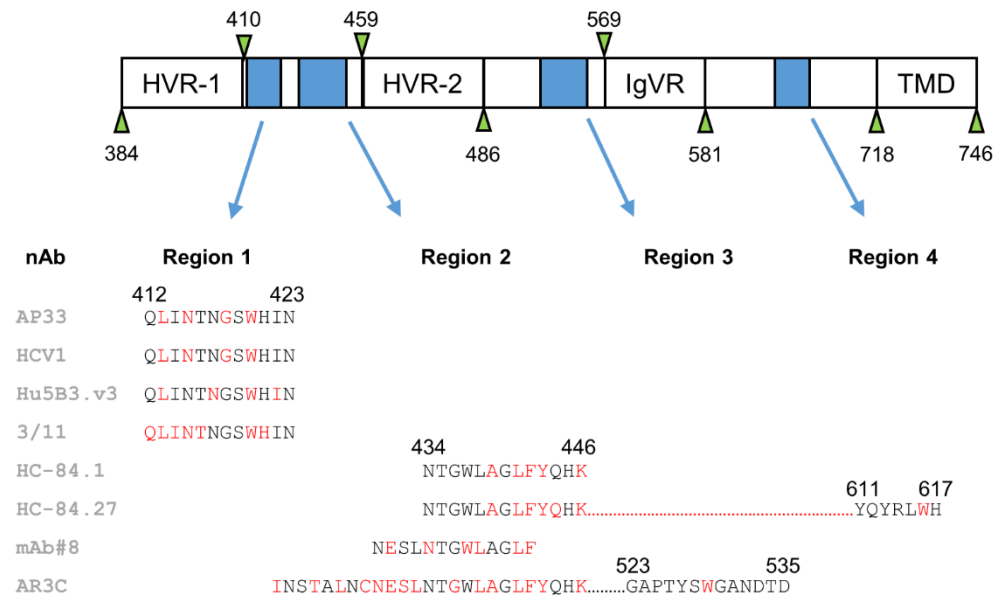 410 459 569
HVR-1 HVR-2 IgVR TMD
384 486 581 718 746
nAb Region 1 Region 2 Region 3 Region 4
412 423
AP33 QLINTNGSWHIN
HCV1 QLINTNGSWHIN
Hu5B3.v3 QLINTNGSWHIN
3/11 QLINTNGSWHIN
434 446
HC-84.1 NTGWLAGLFYQHK
611 617
HC-84.27 NTGWLAGLFYQHK......................................YQYRLWH
mAb#8 NESLNTGWLAGLF
523 535
AR3C INSTALNCNESLNTGWLAGLFYQHK.........GAPTYSWGANDTD